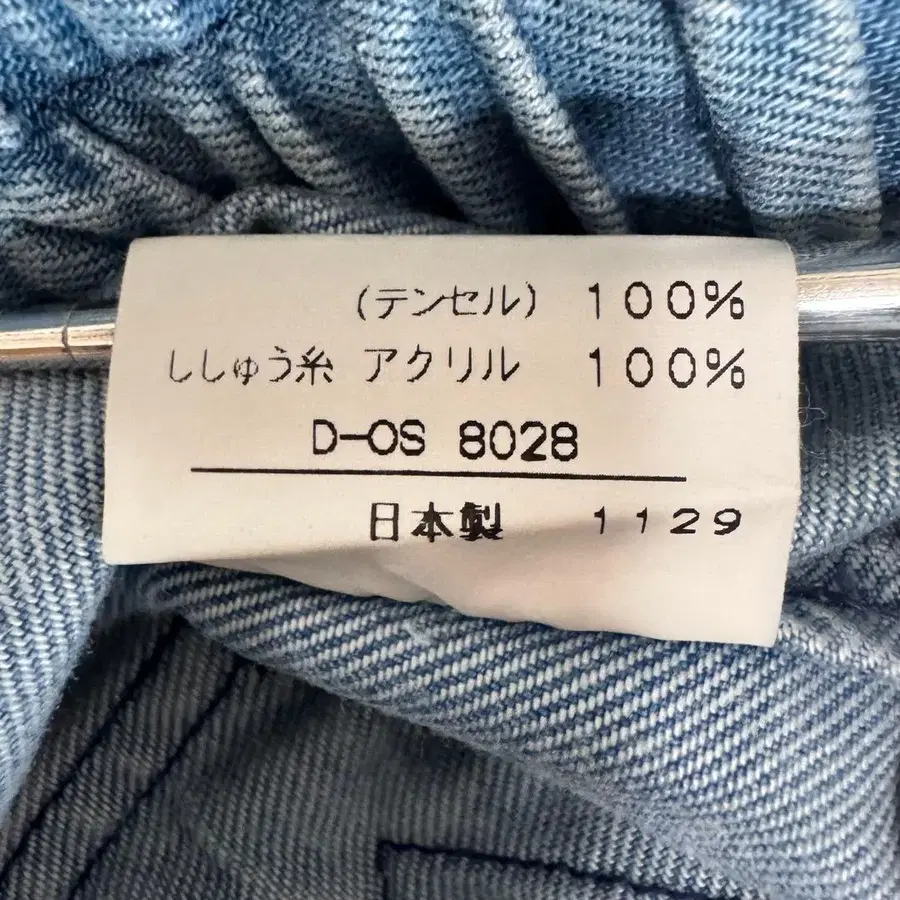 (テンセル) 100%
ししゅう糸 アクリル 100%
D-OS 8028
日本製 1129